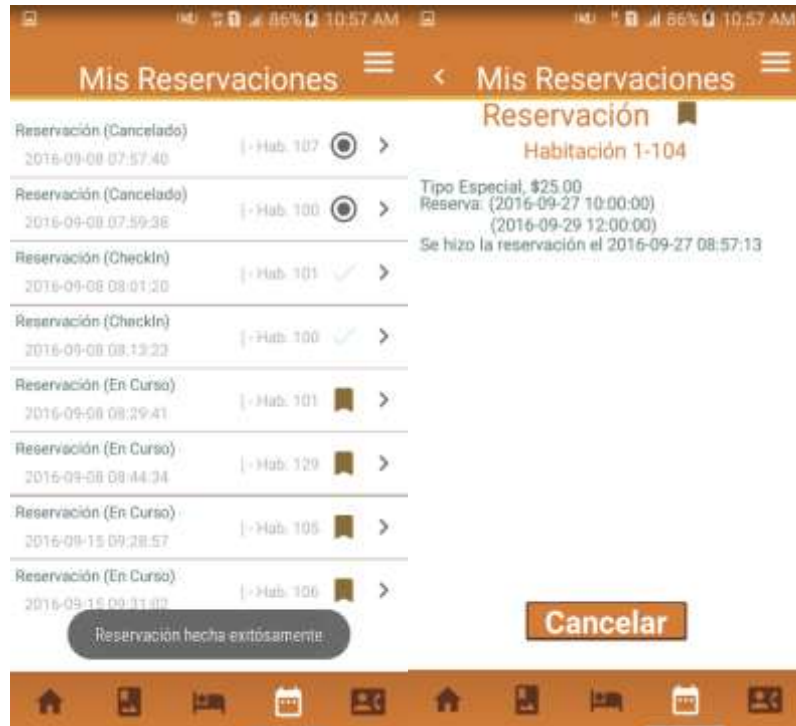 86% 10:57 AM
Mis Reservaciones
Reservación (Cancelado)
2016-09-08 07:57:40
|-Hab. 107
Reservación (Cancelado)
2016-09-08 07:59:38
|-Hab. 100
Reservación (CheckIn)
2016-09-08 08:01:20
|-Hab. 101
Reservación (CheckIn)
2016-09-08 08:13:23
|-Hab. 100
Reservación (En Curso)
2016-09-08 08:29:41
|-Hab. 101
Reservación (En Curso)
2016-09-08 08:44:34
|-Hab. 129
Reservación (En Curso)
2016-09-15 09:28:57
|-Hab. 105
Reservación (En Curso)
2016-09-15 09:31:02
|-Hab. 106
Reservación hecha exitósamente
86% 10:57 AM
Mis Reservaciones
Reservación
Habitación 1-104
Tipo Especial, $25.00
Reserva: (2016-09-27 10:00:00)
(2016-09-29 12:00:00)
Se hizo la reservación el 2016-09-27 08:57:13
Cancelar